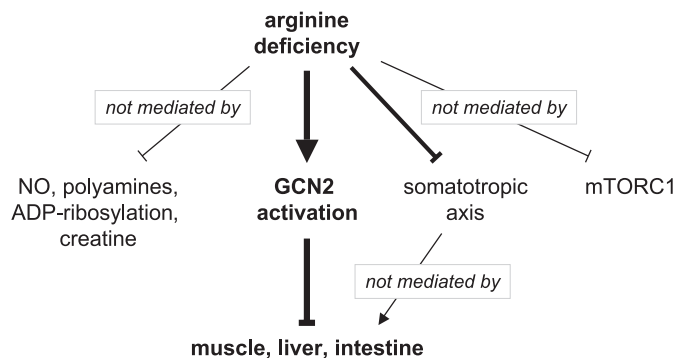 arginine
deficiency
not mediated by
not mediated by
NO, polyamines,
ADP-ribosylation,
creatine
GCN2
activation
somatotropic
axis
mTORC1
not mediated by
muscle, liver, intestine